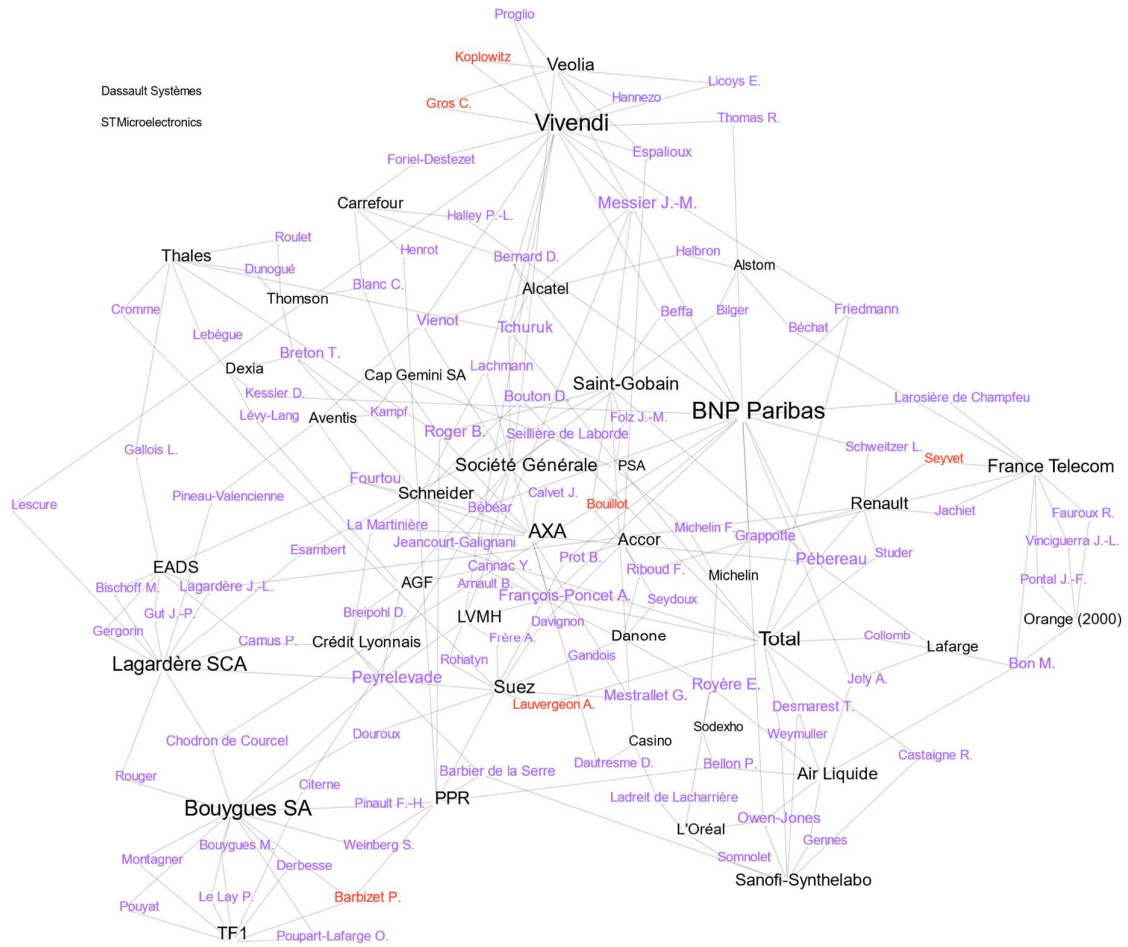 Proglio
Koplowitz
Veolia
Licoys E.
Dassault Systèmes
Hannezo
Gros C.
STMicroelectronics
Vivendi
Thomas R.
Foriel-Destezet
Espalioux
Carrefour
Messier J.-M.
Halley P.-L.
Roulet
Henrot
Thales
Bernard D.
Halbron
Dunogué
Alstom
Blanc C.
Alcatel
Thomson
Cromme
Vienot
Beffa
Bilger
Friedmann
Lebègue
Tchuruk
Béchat
Breton T.
Dexia
Cap Gemini SA
Lachmann
Saint-Gobain
Kessler D.
Bouton D.
Larosière de Champfeu
Lévy-Lang
Aventis
Kampf
Folz J.-M.
BNP Paribas
Roger B.
Seillière de Laborde
Gallois L.
Schweitzer L.
Seyvet
Société Générale
PSA
France Telecom
Fourtou
Schneider
Calvet J.
Pineau-Valencienne
Bébéar
Bouillot
Renault
Lescure
Jachiet
Fauroux R.
La Martinière
AXA
Michelin F.
Grappotte
Jeancourt-Galignani
Accor
Vinciguerra J.-L.
Esambert
Prot B.
Pébereau
Studer
EADS
Cannac Y.
Riboud F.
Michelin
Bischoff M.
Lagardère J.-L.
AGF
Arnault B.
Pontal J.-F.
Seydoux
François-Poncet A.
Gut J.-P.
Breipohl D.
LVMH
Davignon
Orange (2000)
Gergorin
Camus P.
Crédit Lyonnais
Frère A.
Danone
Total
Collomb
Lafarge
Lagardère SCA
Rohatyn
Gandois
Bon M.
Peyrelevade
Suez
Royère E.
Joly A.
Mestrallet G.
Lauvergeon A.
Desmarest T.
Sodexho
Weymuller
Chodron de Courcel
Douroux
Casino
Castaigne R.
Dautresme D.
Bellon P.
Rouger
Barbier de la Serre
Air Liquide
Citerne
Bouygues SA
Pinault F.-H.
PPR
Ladreit de Lacharrière
Owen-Jones
L'Oréal
Bouygues M.
Weinberg S.
Gennes
Montagner
Derbesse
Somnolet
Sanofi-Synthelabo
Le Lay P.
Barbizet P.
Pouyat
TF1
Poupart-Lafarge O.